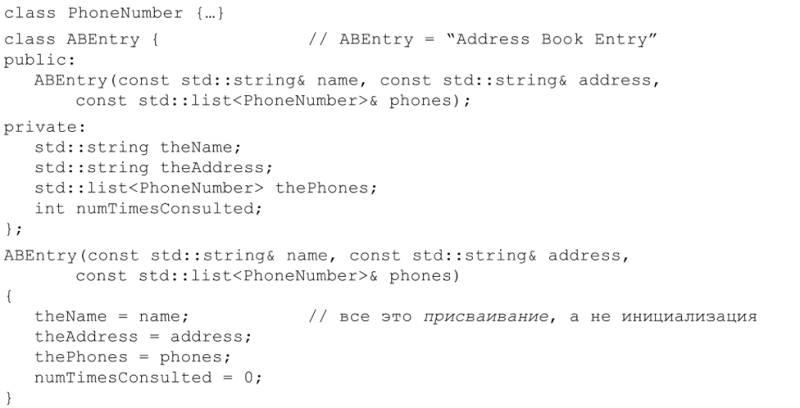 class PhoneNumber {…}
class ABEntry { // ABEntry = “Address Book Entry”
public:
ABEntry(const std::string& name, const std::string& address,
const std::list<PhoneNumber>& phones);
private:
std::string theName;
std::string theAddress;
std::list<PhoneNumber> thePhones;
int numTimesConsulted;
};
ABEntry(const std::string& name, const std::string& address,
const std::list<PhoneNumber>& phones)
{
theName = name; // все это присваивание, а не инициализация
theAddress = address;
thePhones = phones;
numTimesConsulted = 0;
}